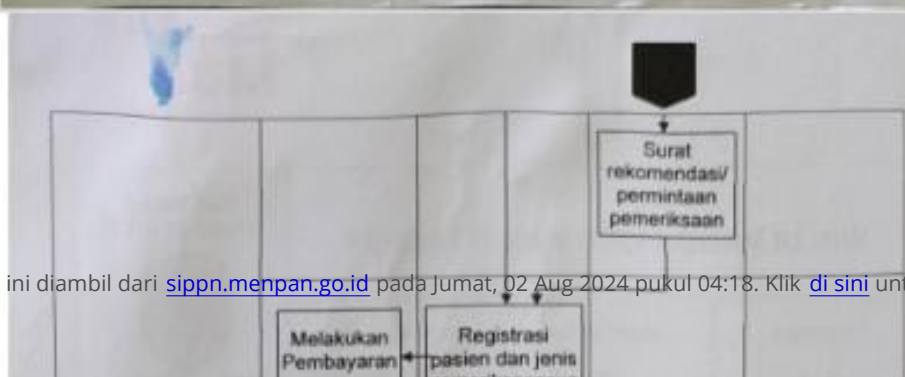 Surat
rekomendasi/
permintaan
pemeriksaan
ini diambil dari sippn.menpan.go.id pada Jumat, 02 Aug 2024 pukul 04:18. Klik di sini unt
Melakukan
Pembayaran
Registrasi
pasien dan jenis